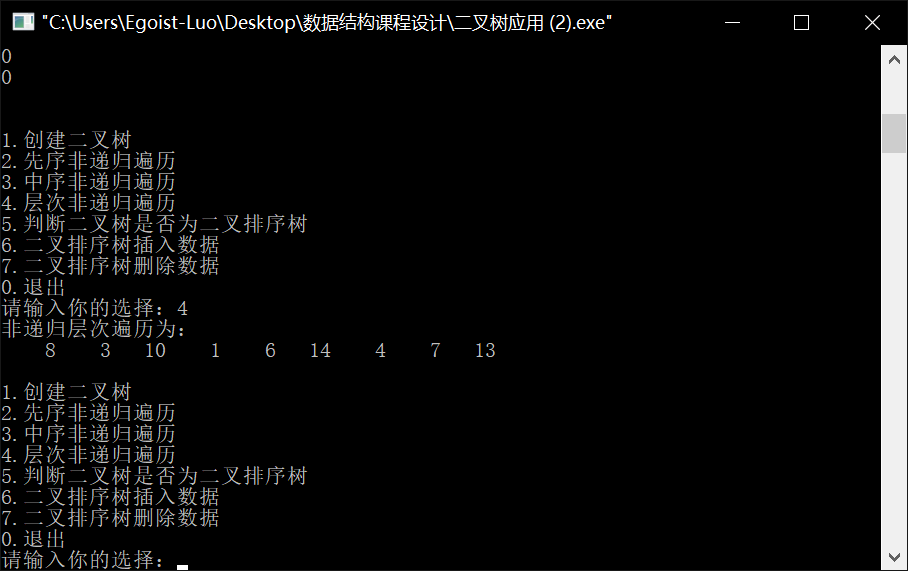 "C:\Users\Egoist-Luo\Desktop\数据结构课程设计\二叉树应用 (2).exe"
0
0
1.创建二叉树
2.先序非递归遍历
3.中序非递归遍历
4.层次非递归遍历
5.判断二叉树是否为二叉排序树
6.二叉排序树插入数据
7.二叉排序树删除数据
0.退出
请输入你的选择：4
非递归层次遍历为：
8 3 10 1 6 14 4 7 13
1.创建二叉树
2.先序非递归遍历
3.中序非递归遍历
4.层次非递归遍历
5.判断二叉树是否为二叉排序树
6.二叉排序树插入数据
7.二叉排序树删除数据
0.退出
请输入你的选择：